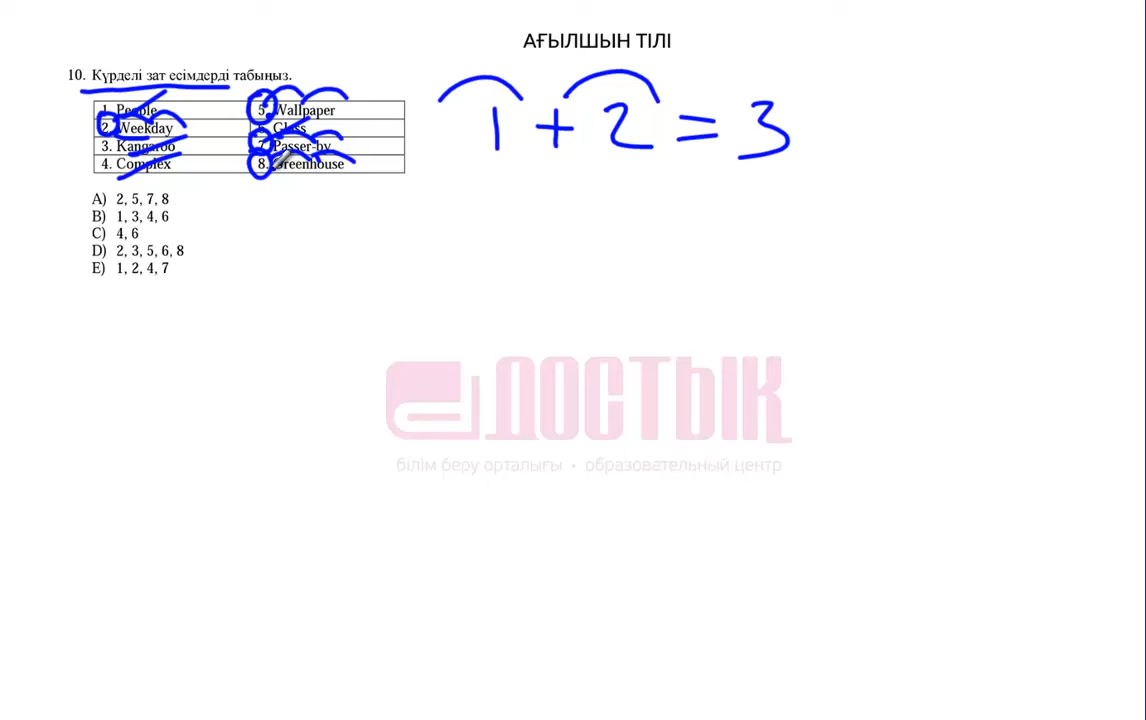 АҒЫЛШЫН ТІЛІ
10. Күрделі зат есімдерді табыңыз.
1. People 5. Wallpaper
2. Weekday 6. Glass
3. Kangaroo 7. Passer-by
4. Complex 8. Greenhouse
1 + 2 = 3
A) 2, 5, 7, 8
B) 1, 3, 4, 6
C) 4, 6
D) 2, 3, 5, 6, 8
E) 1, 2, 4, 7
ДОСТЫҚ
білім беру орталығы • образовательный центр